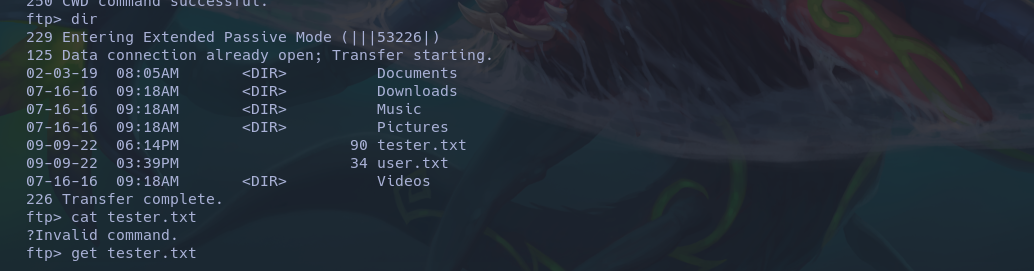 250 CWD command successful.
ftp> dir
229 Entering Extended Passive Mode (|||53226|)
125 Data connection already open; Transfer starting.
02-03-19  08:05AM       <DIR>          Documents
07-16-16  09:18AM       <DIR>          Downloads
07-16-16  09:18AM       <DIR>          Music
07-16-16  09:18AM       <DIR>          Pictures
09-09-22  06:14PM                   90 tester.txt
09-09-22  03:39PM                   34 user.txt
07-16-16  09:18AM       <DIR>          Videos
226 Transfer complete.
ftp> cat tester.txt
?Invalid command.
ftp> get tester.txt